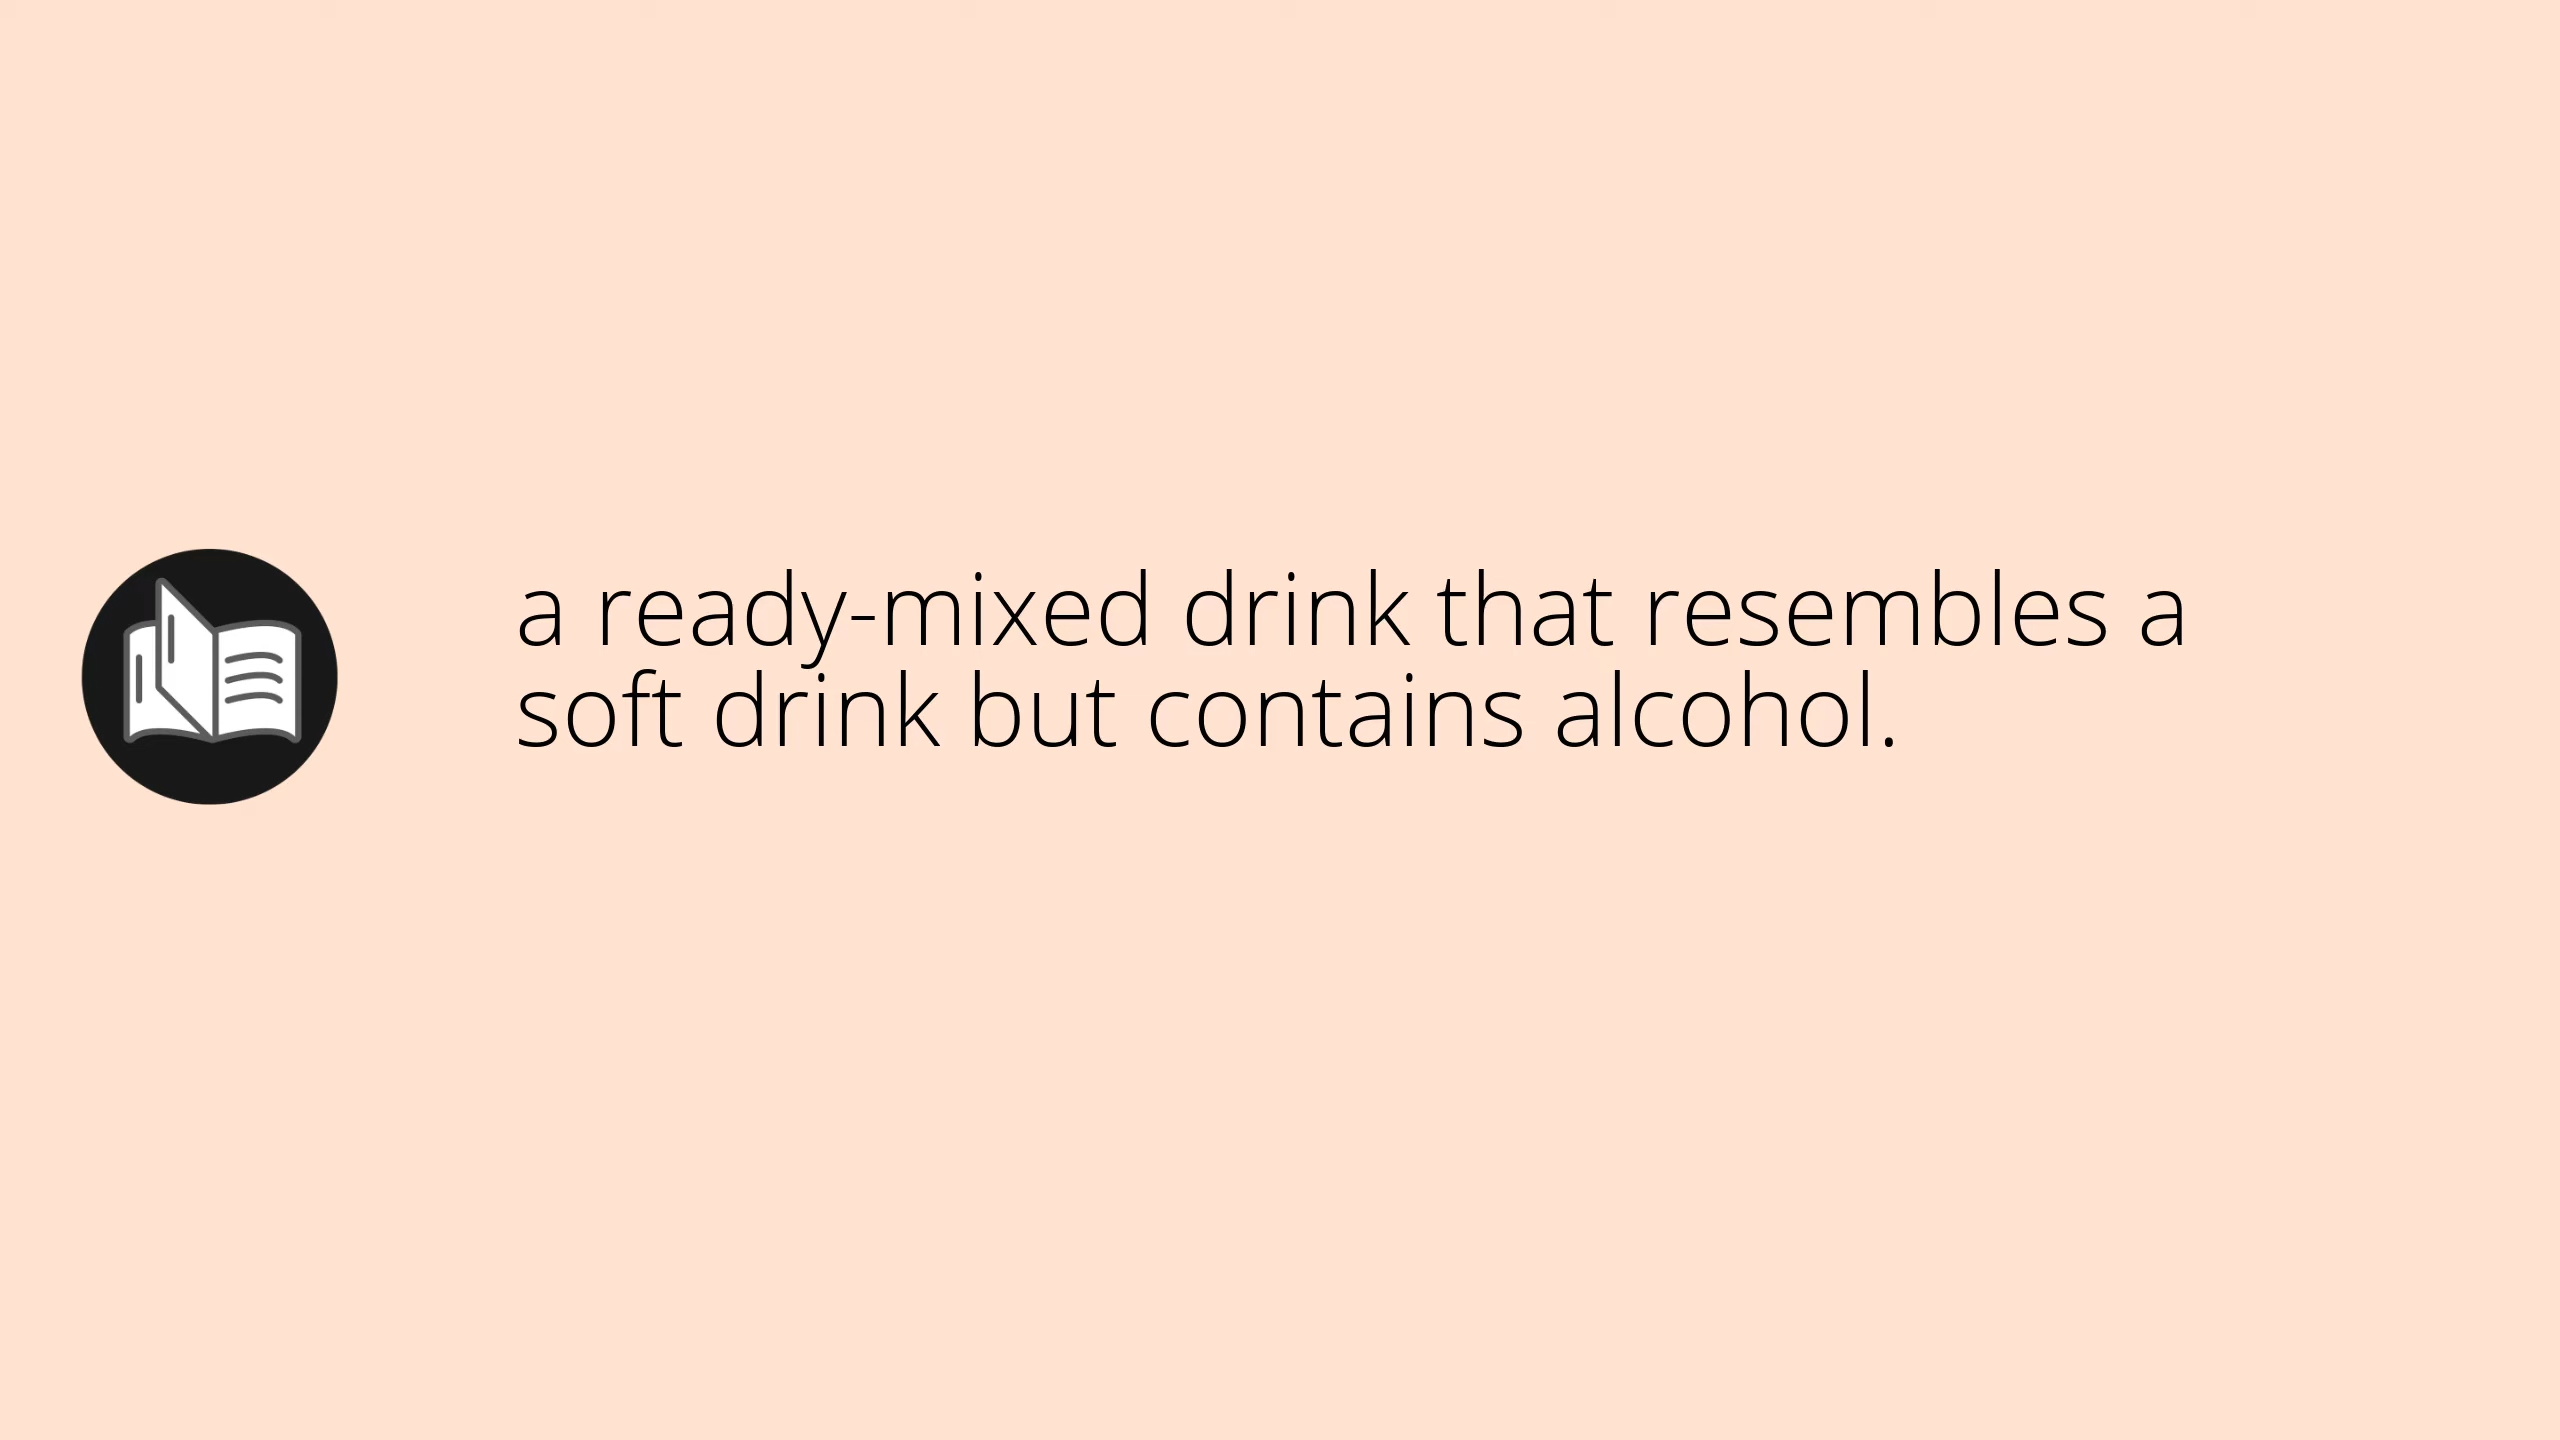 a ready-mixed drink that resembles a
soft drink but contains alcohol.